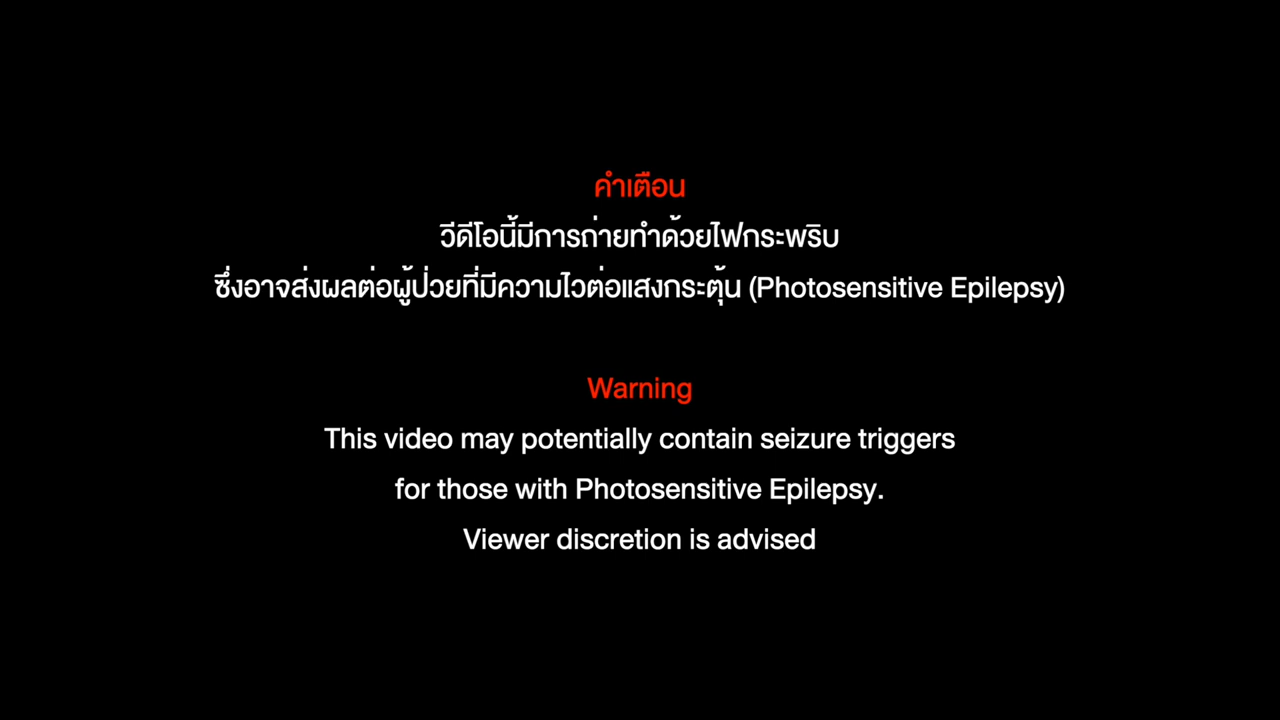 คำเตือน
วีดีโอนี้มีการถ่ายทำด้วยไฟกระพริบ
ซึ่งอาจส่งผลต่อผู้ป่วยที่มีความไวต่อแสงกระตุ้น (Photosensitive Epilepsy)
Warning
This video may potentially contain seizure triggers
for those with Photosensitive Epilepsy.
Viewer discretion is advised